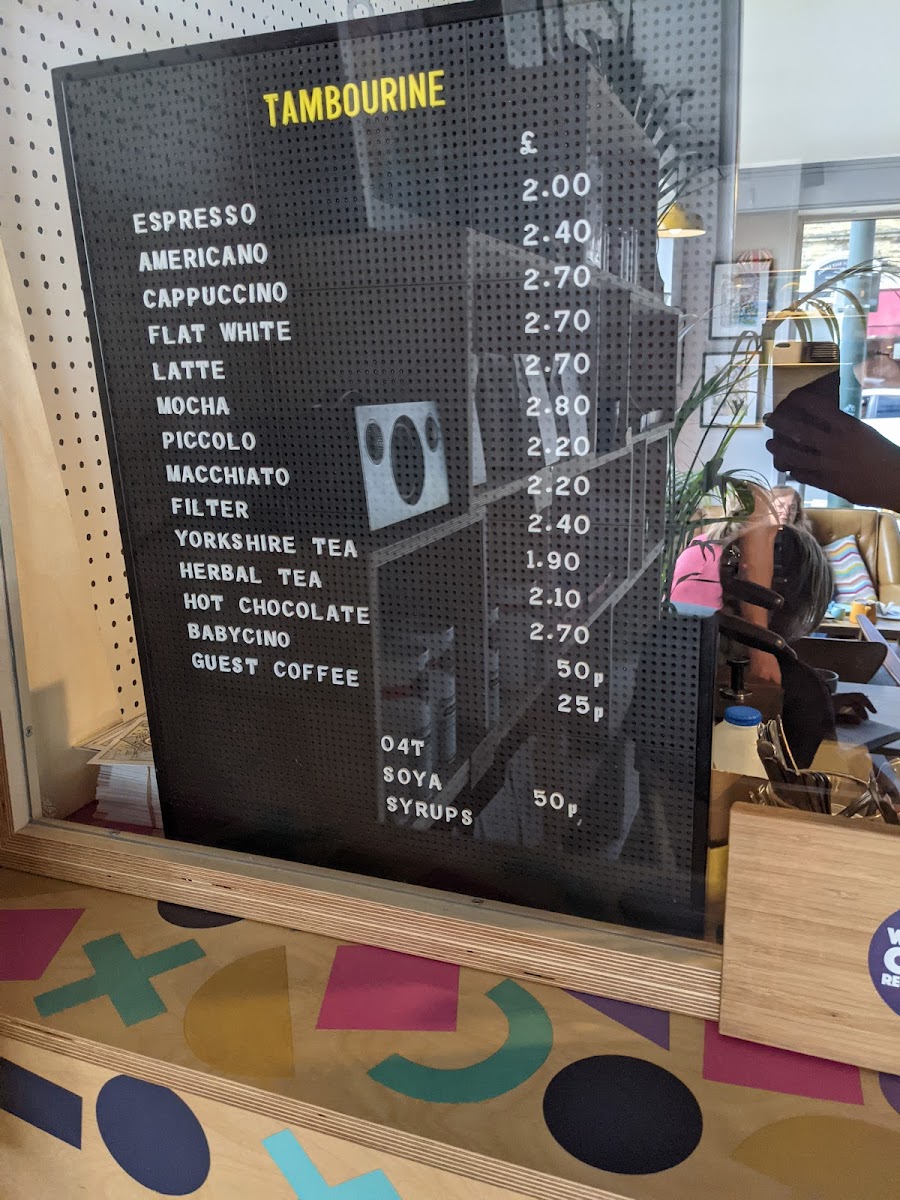 TAMBOURINE
£
ESPRESSO 2.00
AMERICANO 2.40
CAPPUCCINO 2.70
FLAT WHITE 2.70
LATTE 2.70
MOCHA 2.80
PICCOLO 2.20
MACCHIATO 2.20
FILTER 2.40
YORKSHIRE TEA 1.90
HERBAL TEA 2.10
HOT CHOCOLATE 2.70
BABYCINO 50p
GUEST COFFEE 25p
04T
SOYA 50p
SYRUPS